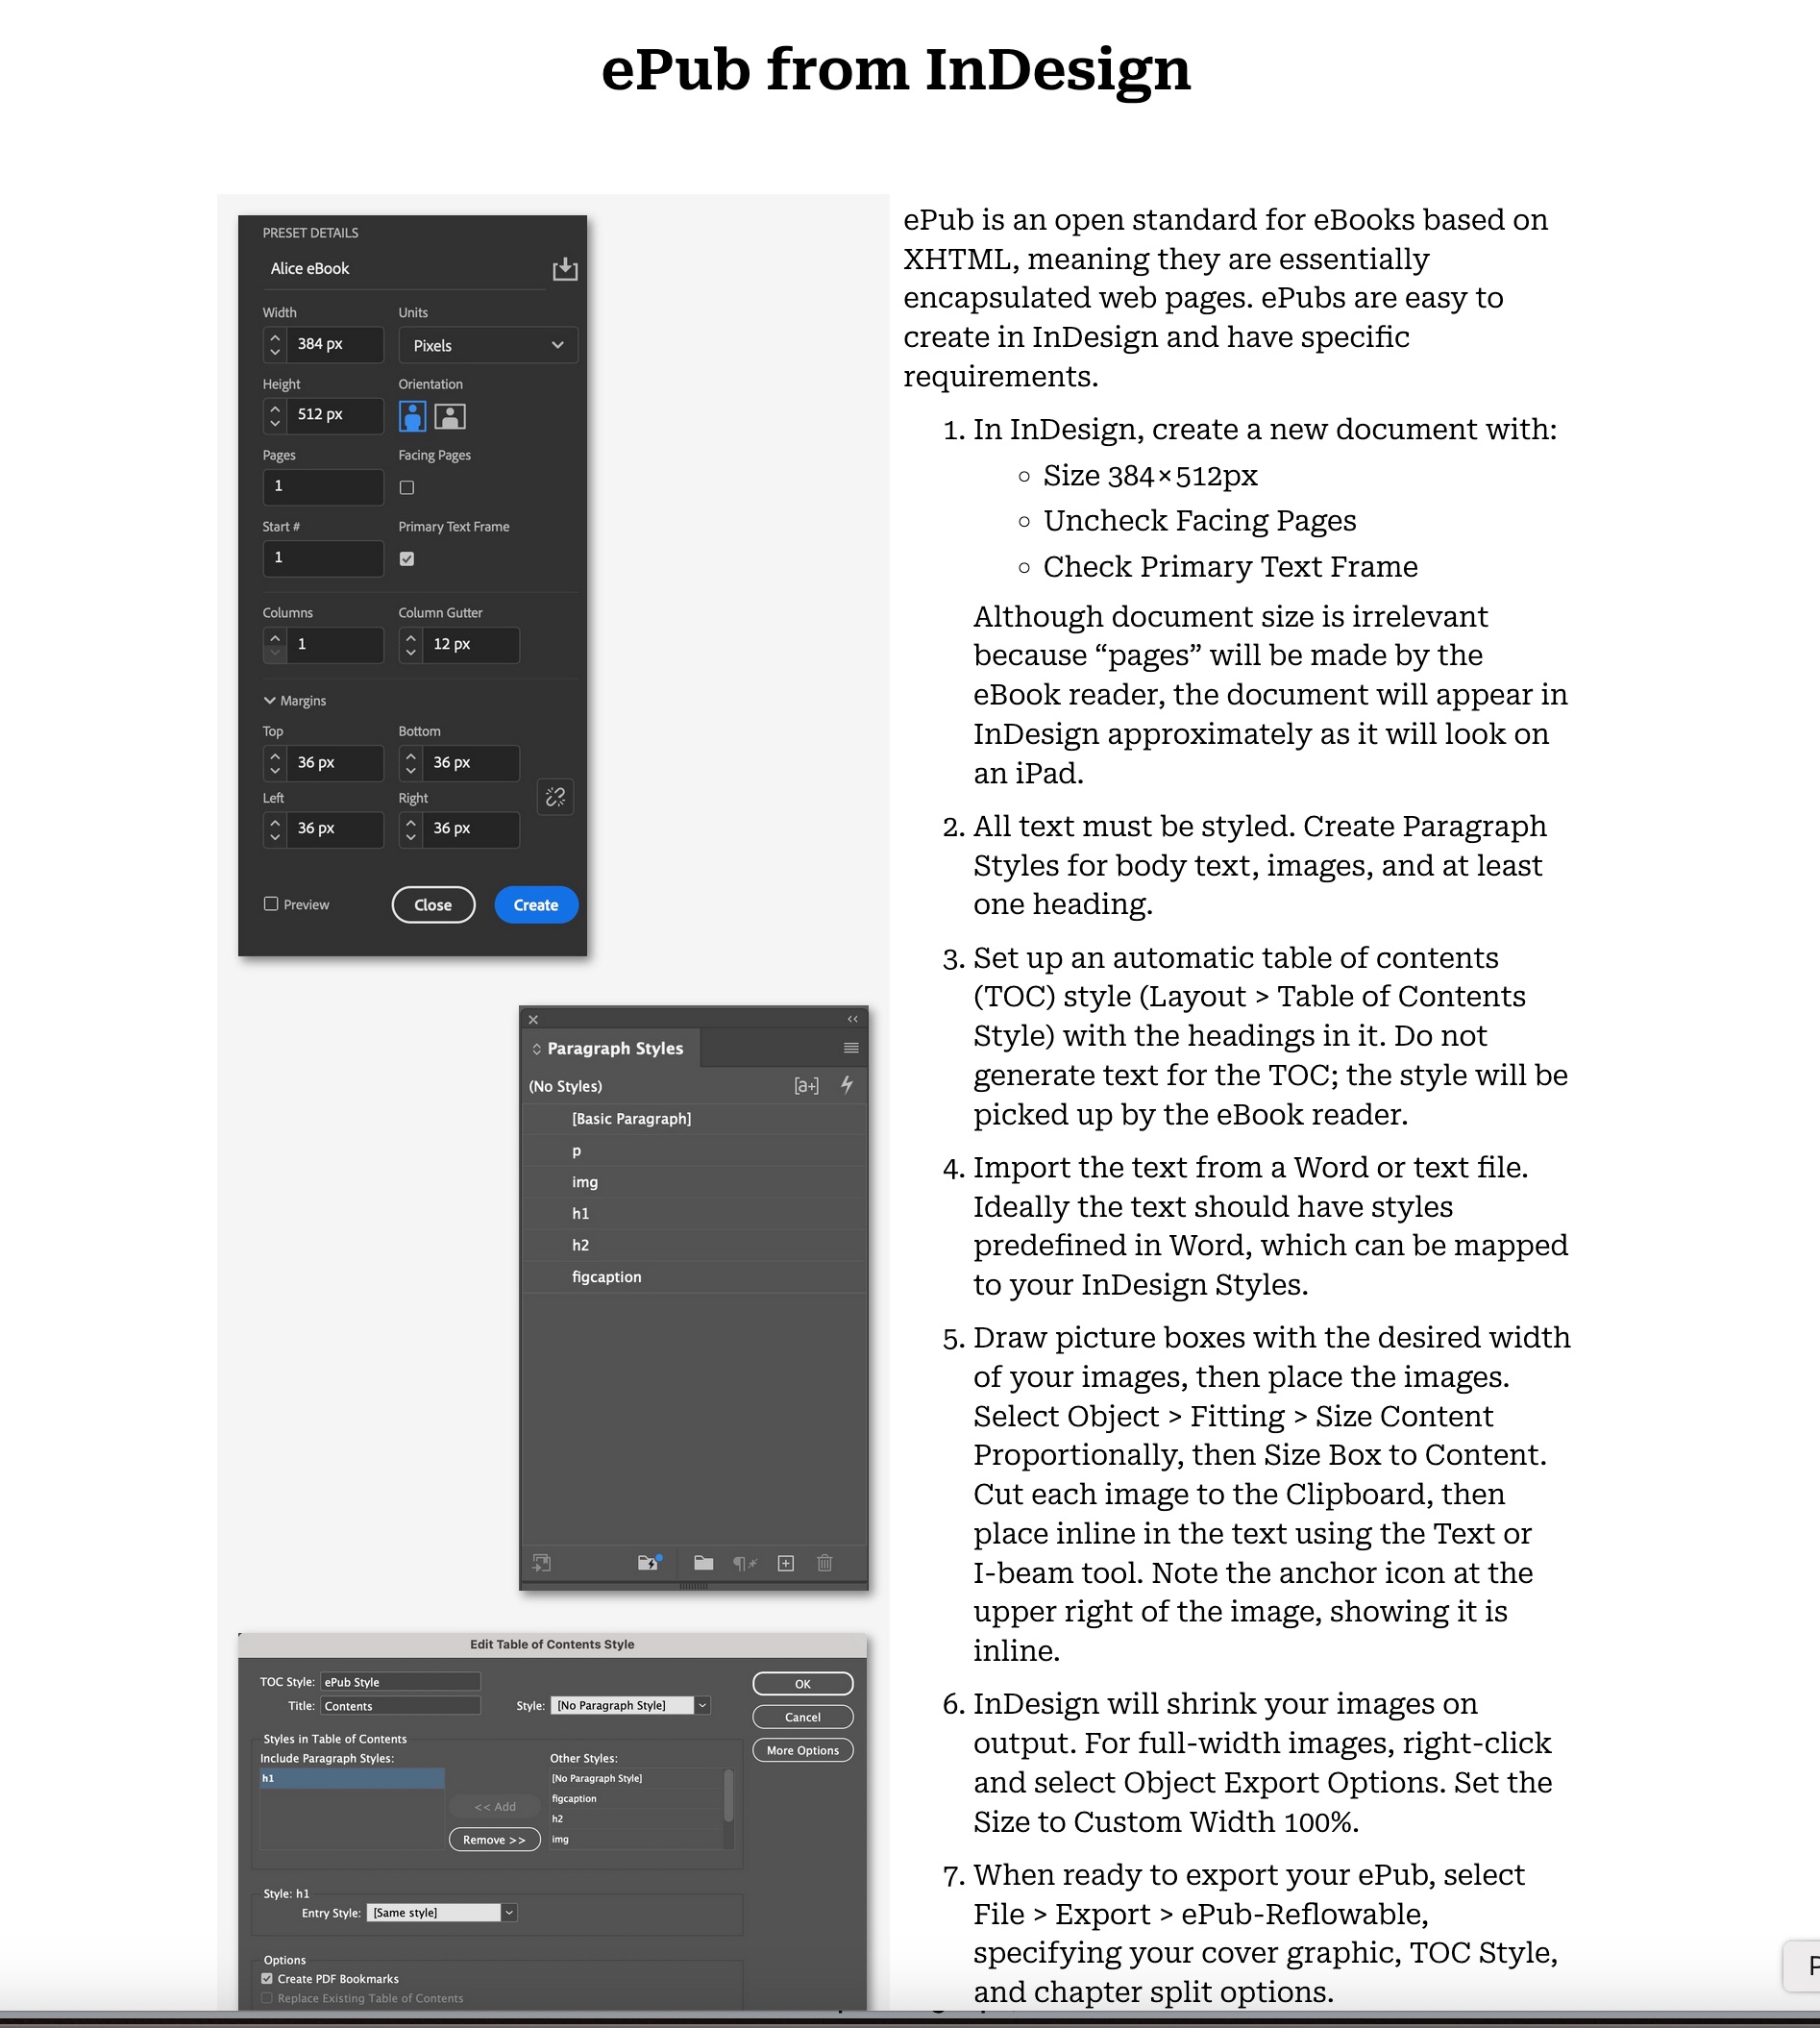 ePub from InDesign
PRESET DETAILS
Alice eBook
Width
Units
384 px
Pixels
Height
Orientation
512 px
Pages
Facing Pages
1
Start #
Primary Text Frame
1
Columns
Column Gutter
1
12 px
Margins
Top
Bottom
36 px
36 px
Left
Right
36 px
36 px
Preview
Close
Create
Paragraph Styles
(No Styles)
[a+]
[Basic Paragraph]
p
img
h1
h2
figcaption
Edit Table of Contents Style
TOC Style: ePub Style
OK
Title: Contents
Style: [No Paragraph Style]
Cancel
Styles in Table of Contents
More Options
Include Paragraph Styles:
Other Styles:
h1
[No Paragraph Style]
figcaption
<< Add
h2
Remove >>
img
Style: h1
Entry Style: [Same style]
Options
Create PDF Bookmarks
Replace Existing Table of Contents
ePub is an open standard for eBooks based on
XHTML, meaning they are essentially
encapsulated web pages. ePubs are easy to
create in InDesign and have specific
requirements.
1. In InDesign, create a new document with:
◦ Size 384×512px
◦ Uncheck Facing Pages
◦ Check Primary Text Frame
Although document size is irrelevant
because “pages” will be made by the
eBook reader, the document will appear in
InDesign approximately as it will look on
an iPad.
2. All text must be styled. Create Paragraph
Styles for body text, images, and at least
one heading.
3. Set up an automatic table of contents
(TOC) style (Layout > Table of Contents
Style) with the headings in it. Do not
generate text for the TOC; the style will be
picked up by the eBook reader.
4. Import the text from a Word or text file.
Ideally the text should have styles
predefined in Word, which can be mapped
to your InDesign Styles.
5. Draw picture boxes with the desired width
of your images, then place the images.
Select Object > Fitting > Size Content
Proportionally, then Size Box to Content.
Cut each image to the Clipboard, then
place inline in the text using the Text or
I-beam tool. Note the anchor icon at the
upper right of the image, showing it is
inline.
6. InDesign will shrink your images on
output. For full-width images, right-click
and select Object Export Options. Set the
Size to Custom Width 100%.
7. When ready to export your ePub, select
File > Export > ePub-Reflowable,
specifying your cover graphic, TOC Style,
and chapter split options.